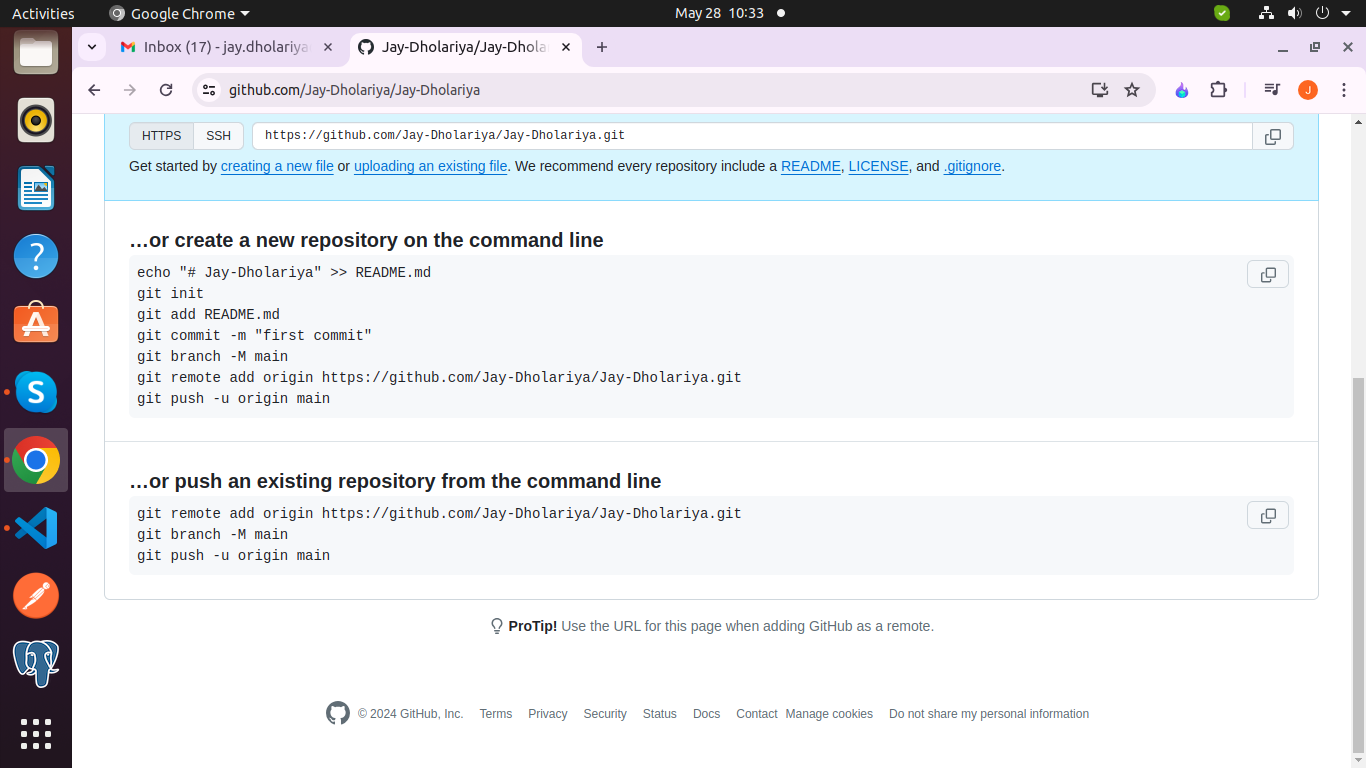 Activities
Google Chrome
May 28 10:33
Inbox (17) - jay.dholariya
Jay-Dholariya/Jay-Dhola
github.com/Jay-Dholariya/Jay-Dholariya
J
HTTPS SSH https://github.com/Jay-Dholariya/Jay-Dholariya.git
Get started by creating a new file or uploading an existing file. We recommend every repository include a README, LICENSE, and .gitignore.
…or create a new repository on the command line
echo "# Jay-Dholariya" >> README.md
git init
git add README.md
git commit -m "first commit"
git branch -M main
git remote add origin https://github.com/Jay-Dholariya/Jay-Dholariya.git
git push -u origin main
…or push an existing repository from the command line
git remote add origin https://github.com/Jay-Dholariya/Jay-Dholariya.git
git branch -M main
git push -u origin main
ProTip! Use the URL for this page when adding GitHub as a remote.
© 2024 GitHub, Inc. Terms Privacy Security Status Docs Contact Manage cookies Do not share my personal information